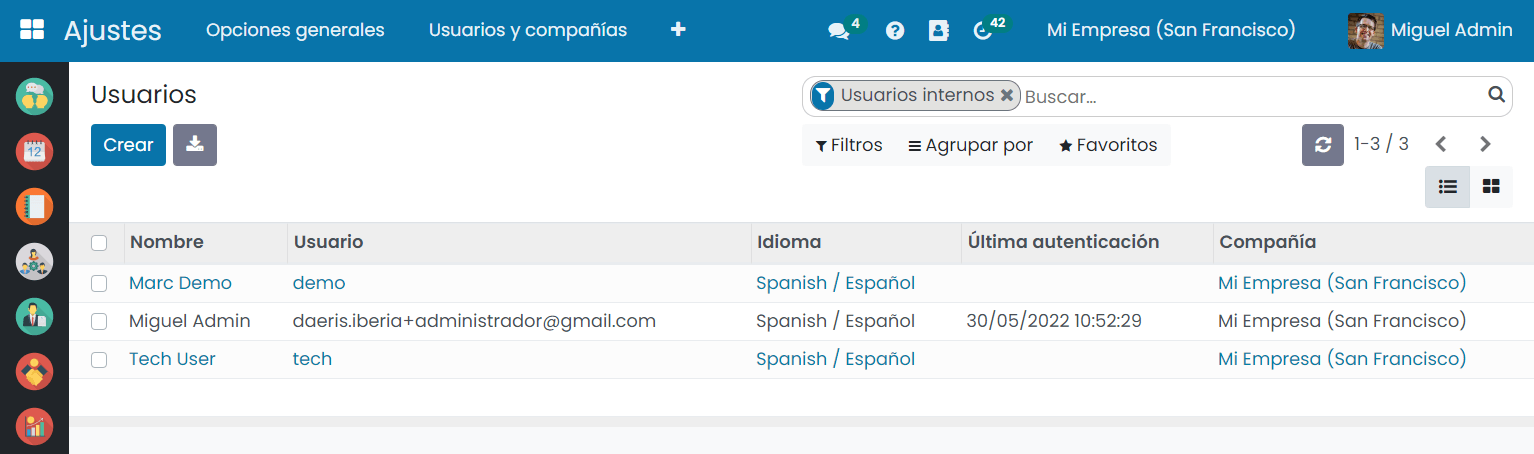 Ajustes Opciones generales Usuarios y compañías 4 42 Mi Empresa (San Francisco) Miguel Admin
Usuarios
Usuarios internos Buscar...
Crear
Filtros Agrupar por Favoritos 1-3 / 3
12
Nombre Usuario Idioma Última autenticación Compañía
Marc Demo demo Spanish / Español Mi Empresa (San Francisco)
Miguel Admin daeris.iberia+administrador@gmail.com Spanish / Español 30/05/2022 10:52:29 Mi Empresa (San Francisco)
Tech User tech Spanish / Español Mi Empresa (San Francisco)